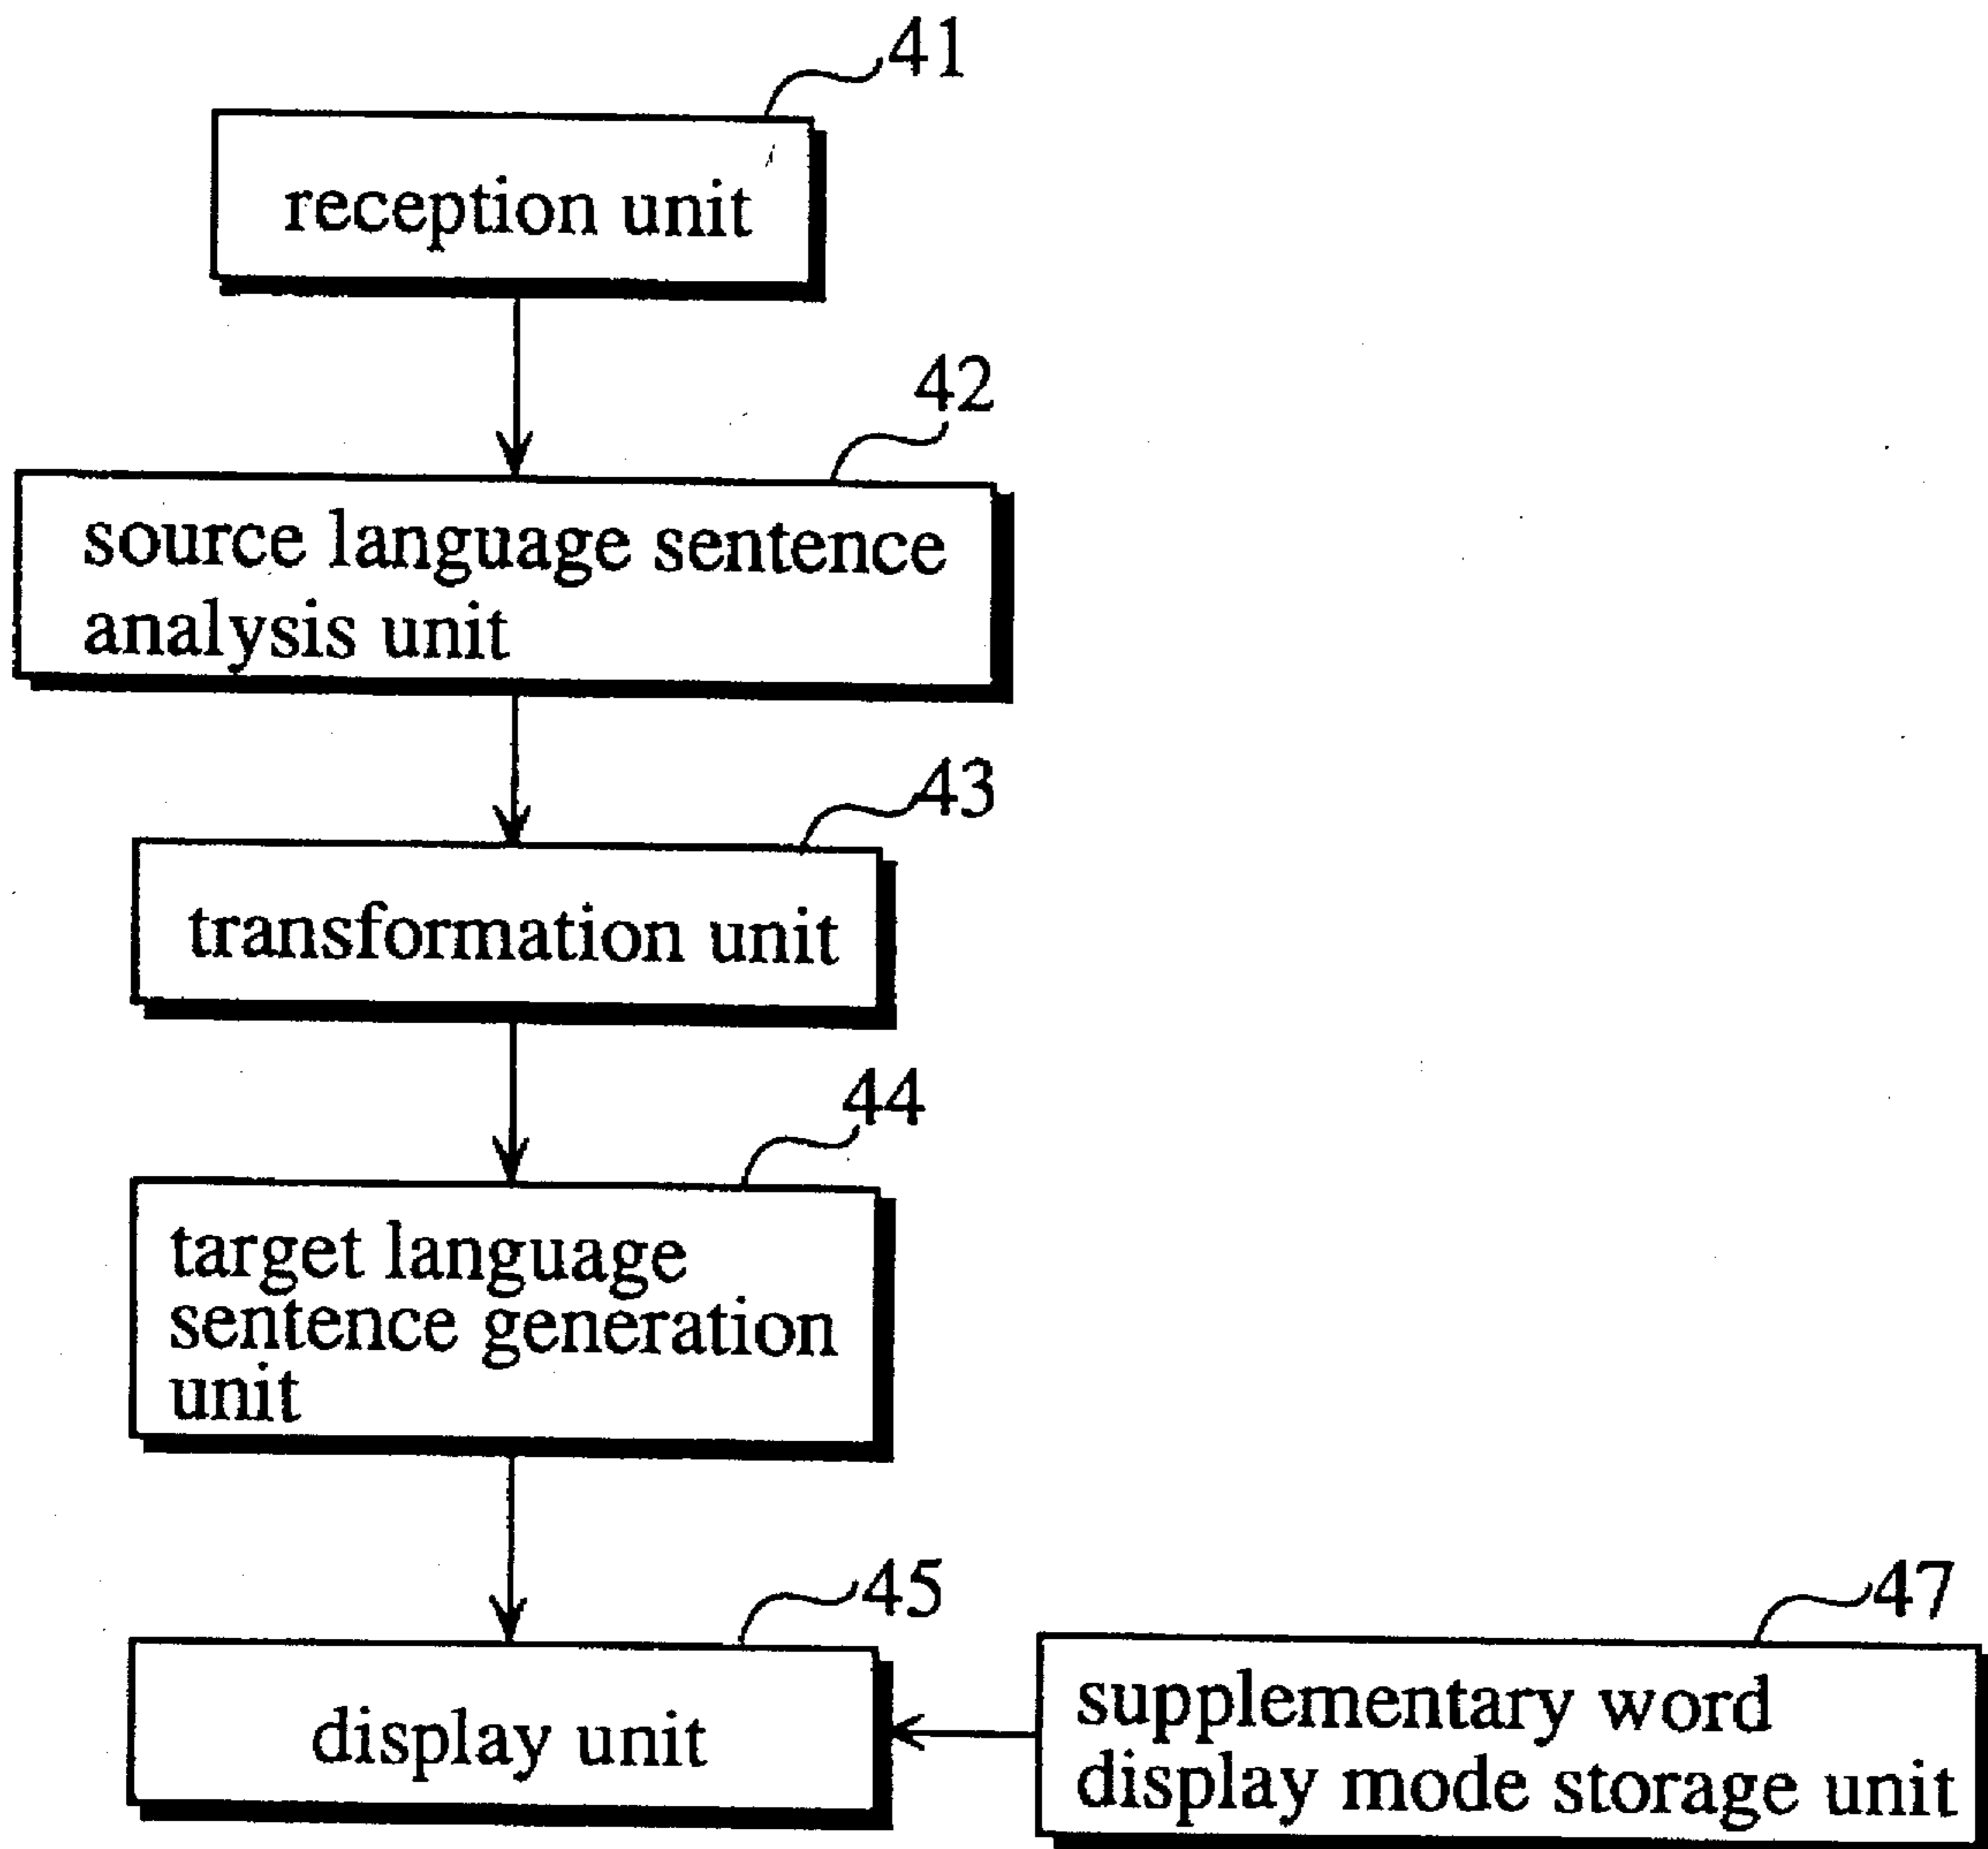 41
reception unit
42
source language sentence
analysis unit
43
transformation unit
44
target language
sentence generation
unit
45
display unit
47
supplementary word
display mode storage unit